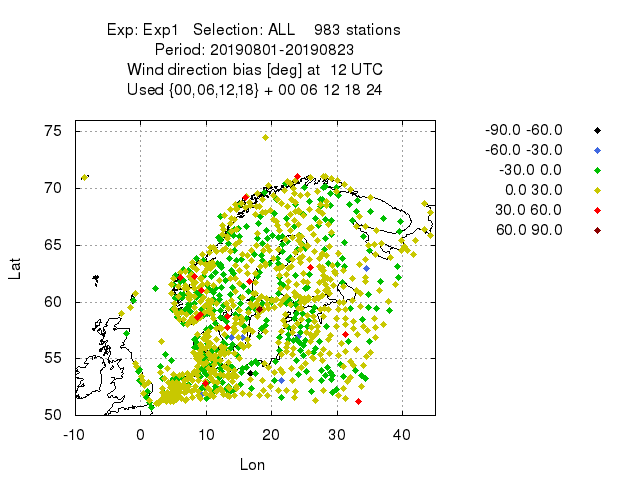 Exp: Exp1 Selection: ALL 983 stations
Period: 20190801-20190823
Wind direction bias [deg] at 12 UTC
Used {00,06,12,18} + 00 06 12 18 24
-90.0 -60.0
-60.0 -30.0
-30.0 0.0
0.0 30.0
30.0 60.0
60.0 90.0
Lat
75
70
65
60
55
50
-10 0 10 20 30 40
Lon